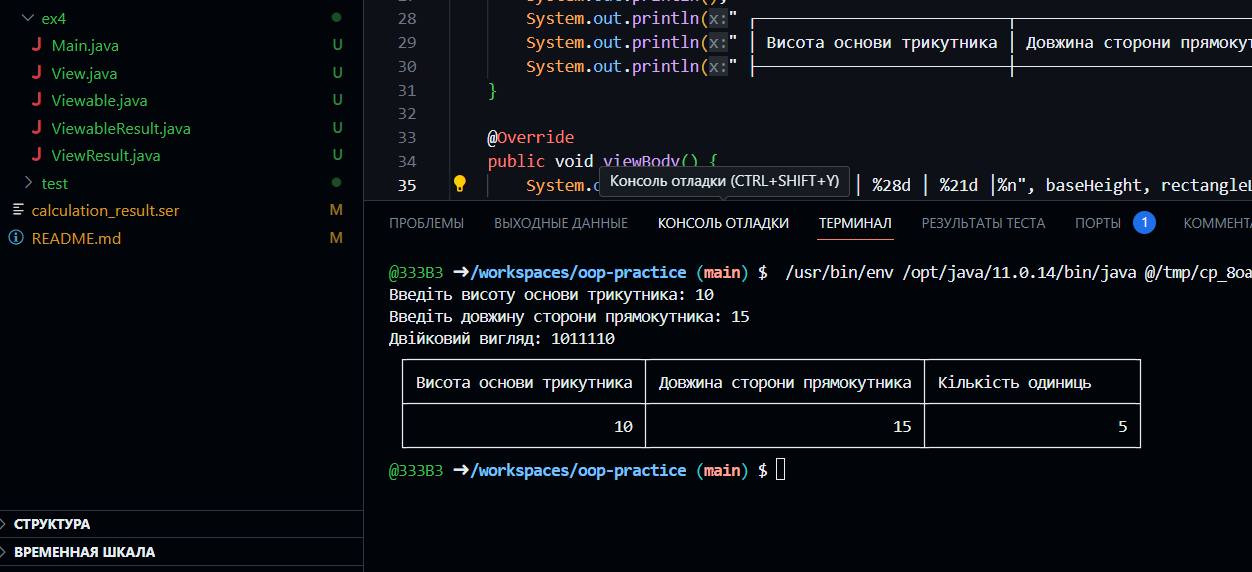 ex4
Main.java U
View.java U
Viewable.java U
ViewableResult.java U
ViewResult.java U
test
calculation_result.ser M
README.md M
СТРУКТУРА
ВРЕМЕННАЯ ШКАЛА
28 System.out.println(x:" ┌
29 System.out.println(x:" │ Висота основи трикутника │ Довжина сторони прямокут
30 System.out.println(x:" ├
31 }
32
33 @Override
34 public void viewBody() {
35 System.o │ %28d │ %21d │%n", baseHeight, rectangleL
Консоль отладки (CTRL+SHIFT+Y)
ПРОБЛЕМЫ ВЫХОДНЫЕ ДАННЫЕ КОНСОЛЬ ОТЛАДКИ ТЕРМИНАЛ РЕЗУЛЬТАТЫ ТЕСТА ПОРТЫ 1 КОММЕНТА
@333B3 ➜/workspaces/oop-practice (main) $ /usr/bin/env /opt/java/11.0.14/bin/java @/tmp/cp_8oa
Введіть висоту основи трикутника: 10
Введіть довжину сторони прямокутника: 15
Двійковий вигляд: 1011110
Висота основи трикутника │ Довжина сторони прямокутника │ Кількість одиниць
10 │ 15 │ 5
@333B3 ➜/workspaces/oop-practice (main) $